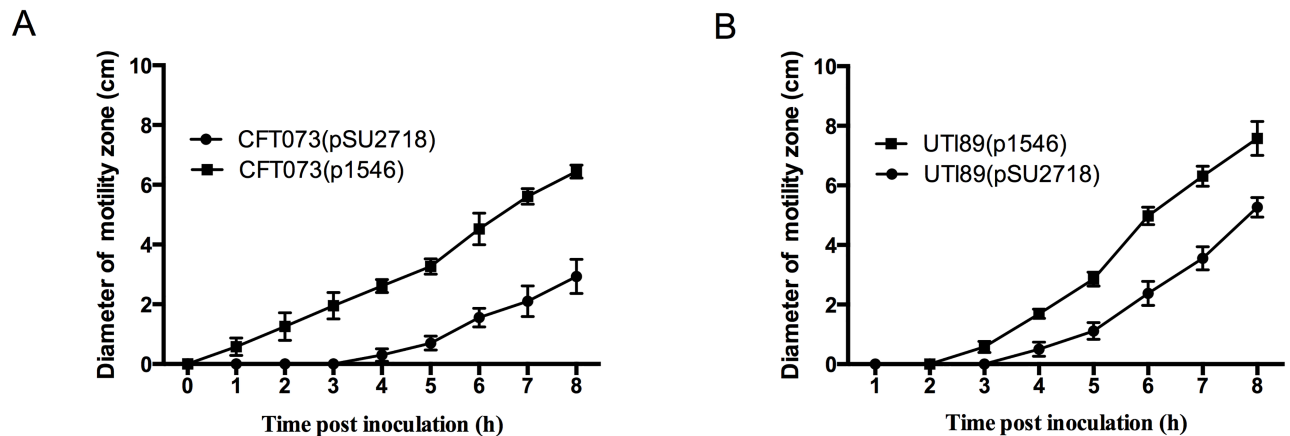 A
Diameter of motility zone (cm)
10
8
6
4
2
0
CFT073(pSU2718)
CFT073(p1546)
0 1 2 3 4 5 6 7 8
Time post inoculation (h)
B
Diameter of motility zone (cm)
10
8
6
4
2
0
UTI89(p1546)
UTI89(pSU2718)
1 2 3 4 5 6 7 8
Time post inoculation (h)